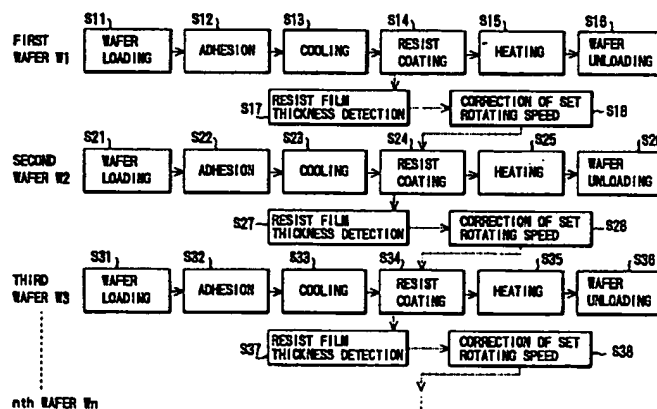 S11 S12 S13 S14 S15 S16
FIRST
WAFER W1
WAFER
LOADING
ADHESION
COOLING
RESIST
COATING
HEATING
WAFER
UNLOADING
S17
RESIST FILM
THICKNESS DETECTION
CORRECTION OF SET
ROTATING SPEED
S18
S21 S22 S23 S24 S25 S26
SECOND
WAFER W2
WAFER
LOADING
ADHESION
COOLING
RESIST
COATING
HEATING
WAFER
UNLOADING
S27
RESIST FILM
THICKNESS DETECTION
CORRECTION OF SET
ROTATING SPEED
S28
S31 S32 S33 S34 S35 S36
THIRD
WAFER W3
WAFER
LOADING
ADHESION
COOLING
RESIST
COATING
HEATING
WAFER
UNLOADING
S37
RESIST FILM
THICKNESS DETECTION
CORRECTION OF SET
ROTATING SPEED
S38
nth WAFER Wn